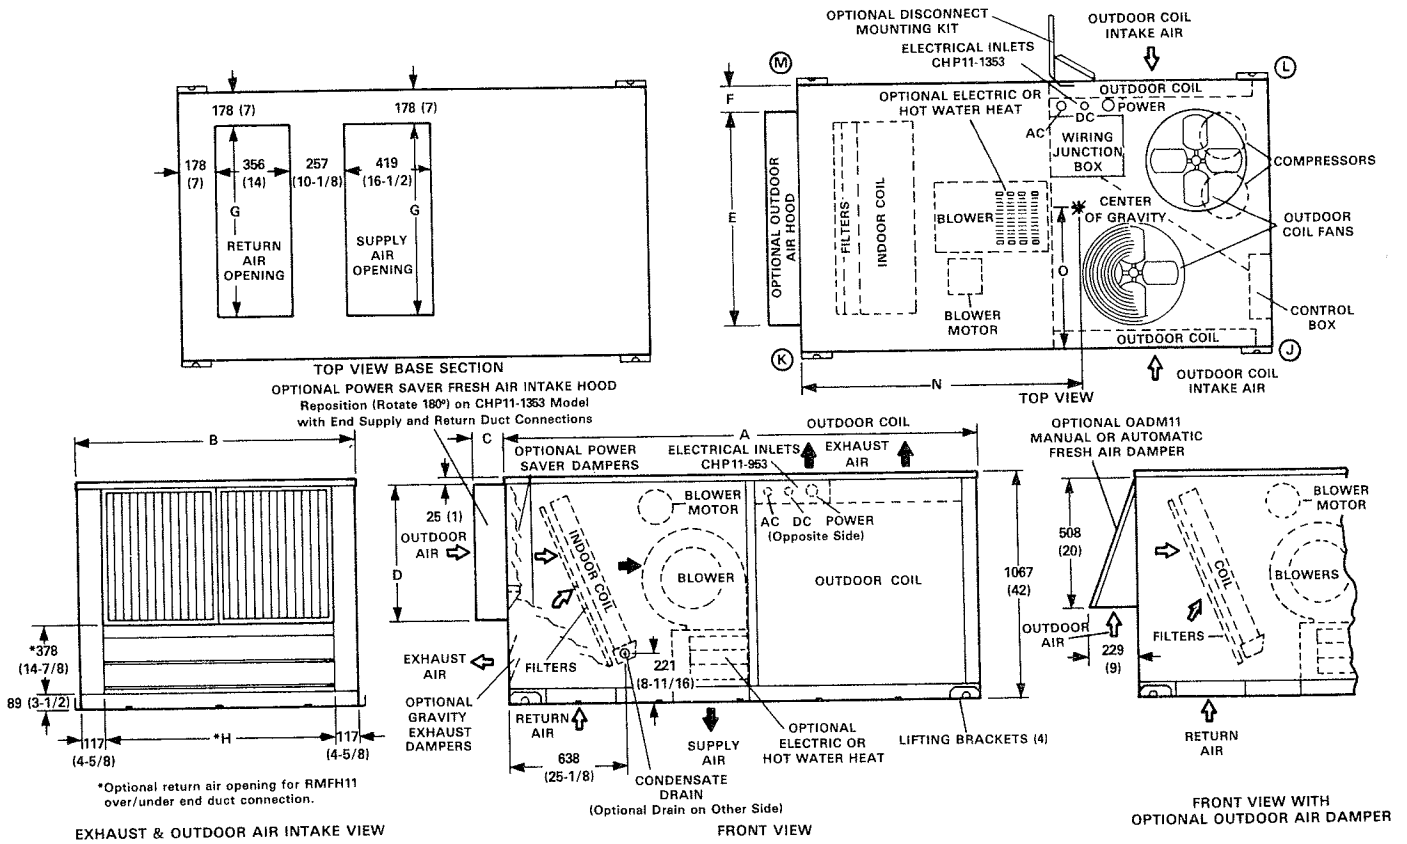 178 (7)
178 (7)
178
(7)
356
(14)
257
(10-1/8)
419
(16-1/2)
G
G
RETURN
AIR
OPENING
SUPPLY
AIR
OPENING
TOP VIEW BASE SECTION
OPTIONAL DISCONNECT
MOUNTING KIT
OUTDOOR COIL
INTAKE AIR
ELECTRICAL INLETS
CHP11-1353
M
L
F
OPTIONAL ELECTRIC OR
HOT WATER HEAT
OUTDOOR COIL
POWER
DC
AC
WIRING
JUNCTION
BOX
COMPRESSORS
E
OPTIONAL OUTDOOR
AIR HOOD
FILTERS
INDOOR COIL
BLOWER
CENTER
OF GRAVITY
OUTDOOR
COIL FANS
O
BLOWER
MOTOR
CONTROL
BOX
OUTDOOR COIL
K
J
N
OUTDOOR COIL
INTAKE AIR
TOP VIEW
OPTIONAL POWER SAVER FRESH AIR INTAKE HOOD
Reposition (Rotate 180º) on CHP11-1353 Model
with End Supply and Return Duct Connections
B
*378
(14-7/8)
89 (3-1/2)
117
(4-5/8)
*H
117
(4-5/8)
*Optional return air opening for RMFH11
over/under end duct connection.
EXHAUST & OUTDOOR AIR INTAKE VIEW
C
A
OUTDOOR COIL
EXHAUST
AIR
OPTIONAL POWER
SAVER DAMPERS
ELECTRICAL INLETS
CHP11-953
25 (1)
OUTDOOR
AIR
D
INDOOR COIL
BLOWER
MOTOR
AC DC POWER
(Opposite Side)
BLOWER
OUTDOOR COIL
1067
(42)
EXHAUST
AIR
FILTERS
221
(8-11/16)
OPTIONAL
GRAVITY
EXHAUST
DAMPERS
RETURN
AIR
SUPPLY
AIR
OPTIONAL
ELECTRIC OR
HOT WATER HEAT
LIFTING BRACKETS (4)
638
(25-1/8)
CONDENSATE
DRAIN
(Optional Drain on Other Side)
FRONT VIEW
OPTIONAL OADM11
MANUAL OR AUTOMATIC
FRESH AIR DAMPER
508
(20)
BLOWER
MOTOR
COIL
BLOWERS
OUTDOOR
AIR
FILTERS
229
(9)
RETURN
AIR
FRONT VIEW WITH
OPTIONAL OUTDOOR AIR DAMPER